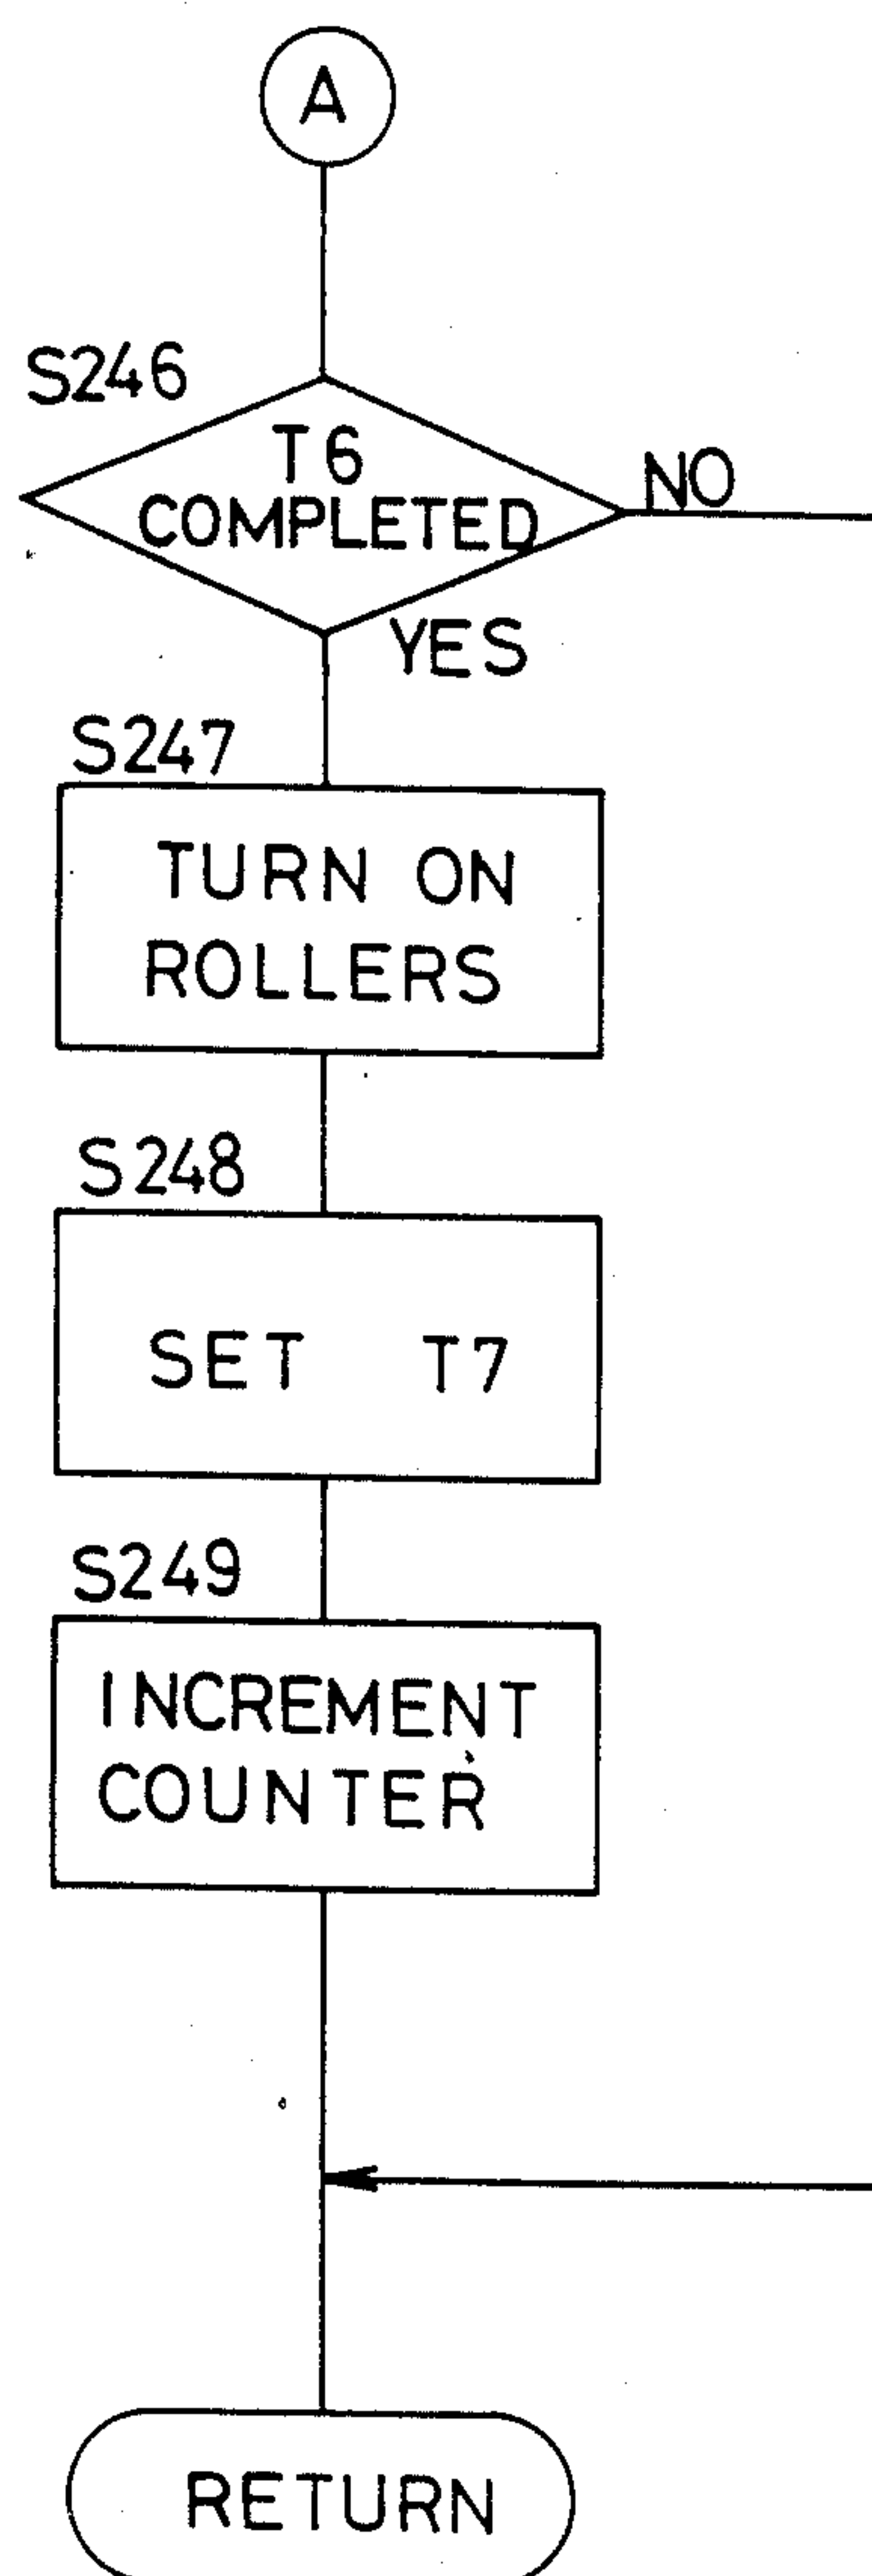 A
S246
T6
COMPLETED
NO
YES
S247
TURN ON
ROLLERS
S248
SET T7
S249
INCREMENT
COUNTER
RETURN